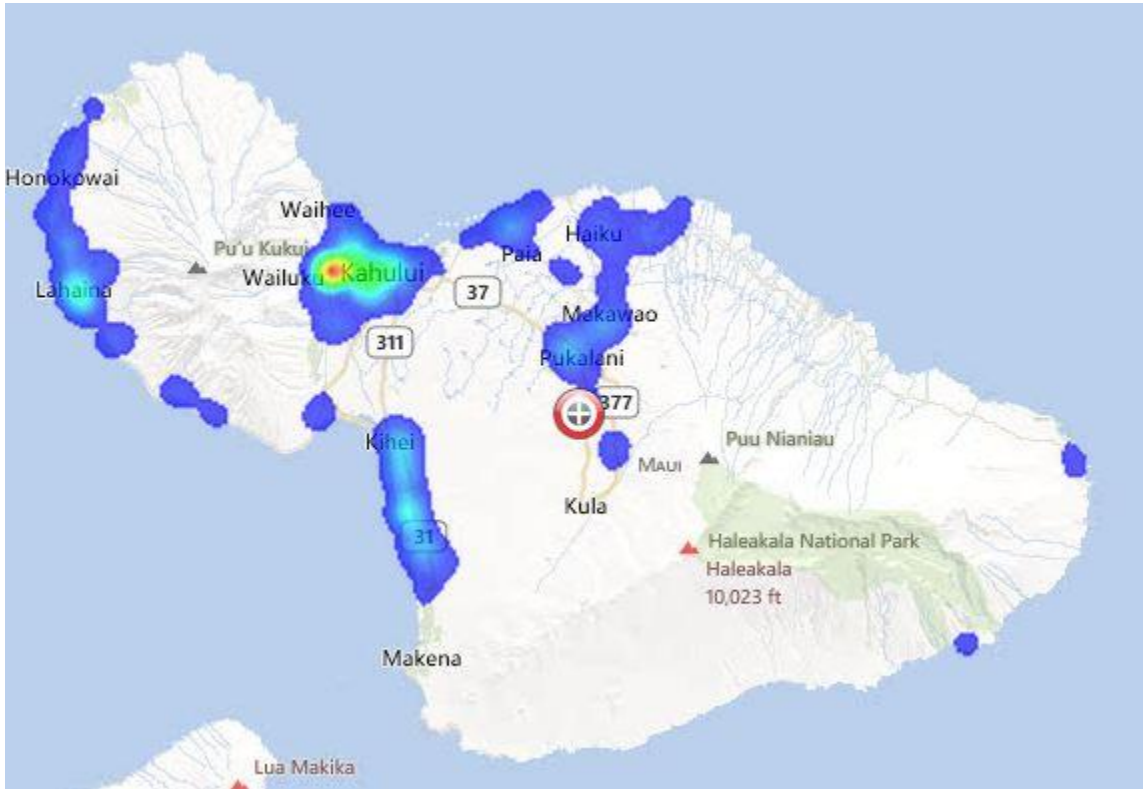 Honokowai
Waihee
Pu'u Kukui
Haiku
Paia
Wailuku
Kahului
Lahaina
37
Makawao
311
Pukalani
377
Kihei
Puu Nianiau
MAUI
Kula
31
Haleakala National Park
Haleakala
10,023 ft
Makena
Lua Makika